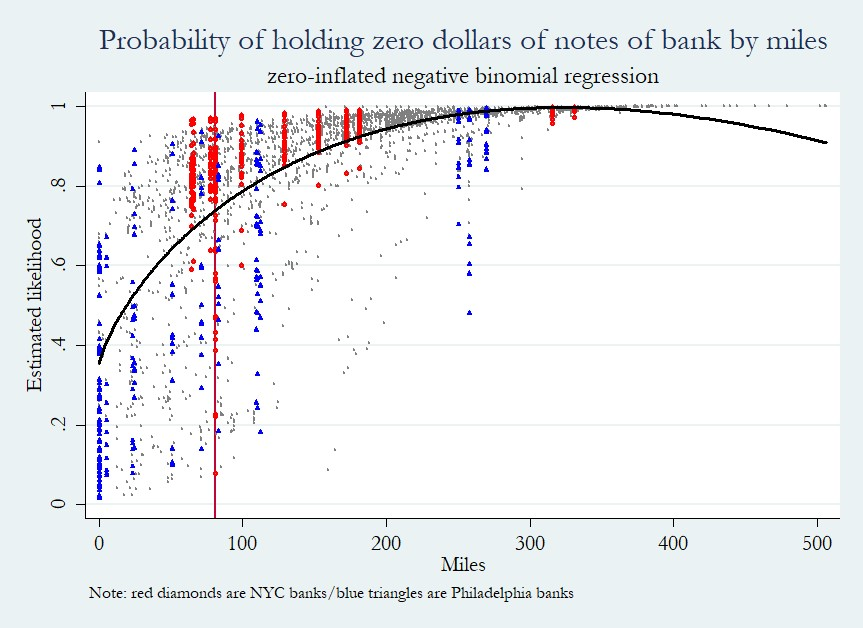 Probability of holding zero dollars of notes of bank by miles
zero-inflated negative binomial regression
Estimated likelihood
1
.8
.6
.4
.2
0
0 100 200 300 400 500
Miles
Note: red diamonds are NYC banks/blue triangles are Philadelphia banks